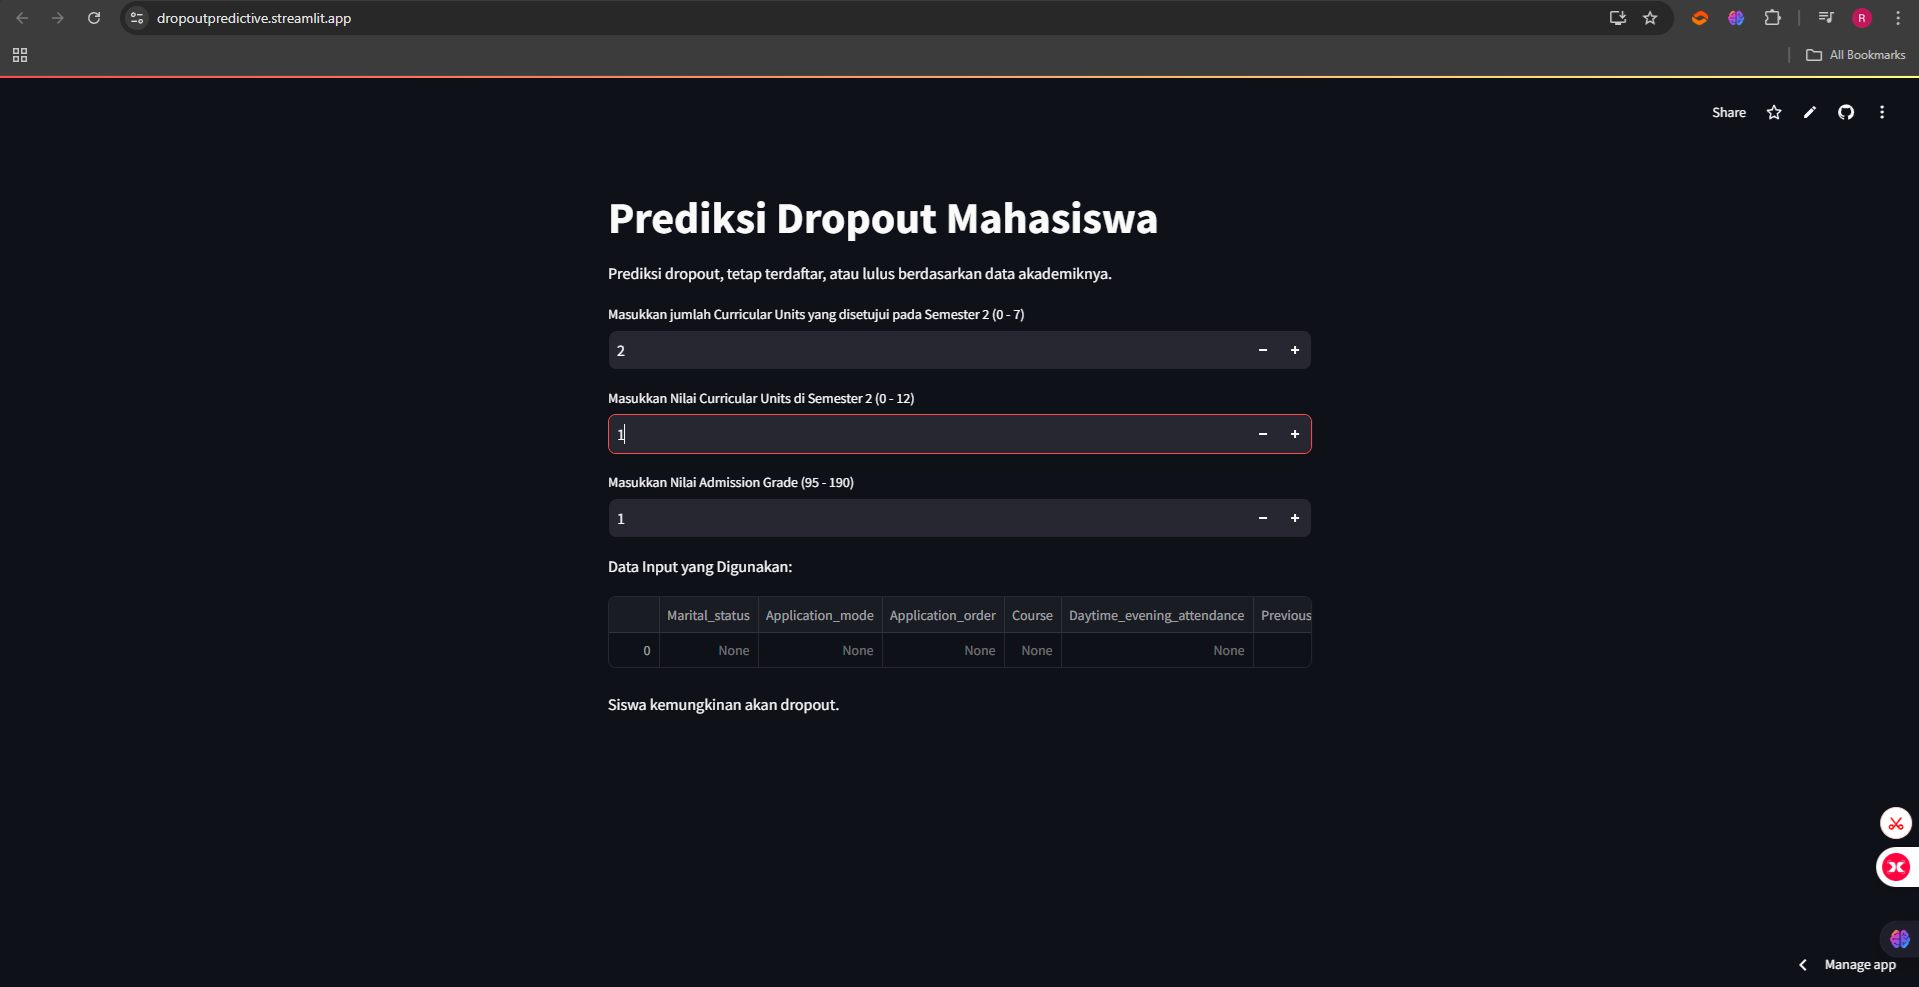 dropoutpredictive.streamlit.app
R
All Bookmarks
Share
Prediksi Dropout Mahasiswa
Prediksi dropout, tetap terdaftar, atau lulus berdasarkan data akademiknya.
Masukkan jumlah Curricular Units yang disetujui pada Semester 2 (0 - 7)
2
Masukkan Nilai Curricular Units di Semester 2 (0 - 12)
1
Masukkan Nilai Admission Grade (95 - 190)
1
Data Input yang Digunakan:
Marital_status Application_mode Application_order Course Daytime_evening_attendance Previous
0 None None None None None
Siswa kemungkinan akan dropout.
Manage app